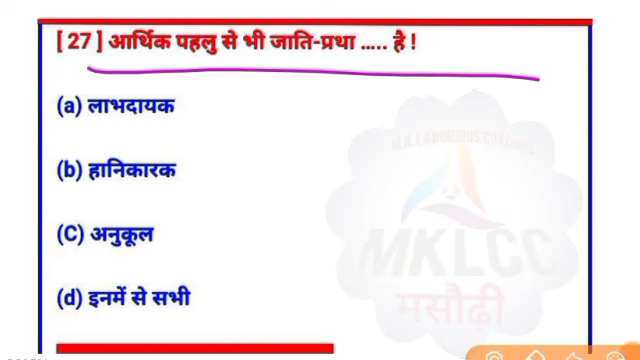 [ 27 ] आर्थिक पहलु से भी जाति-प्रथा ….. है !
(a) लाभदायक
(b) हानिकारक
(C) अनुकूल
(d) इनमें से सभी
M.K. LABORIOUS COACHING
MKLCC
मसौढ़ी